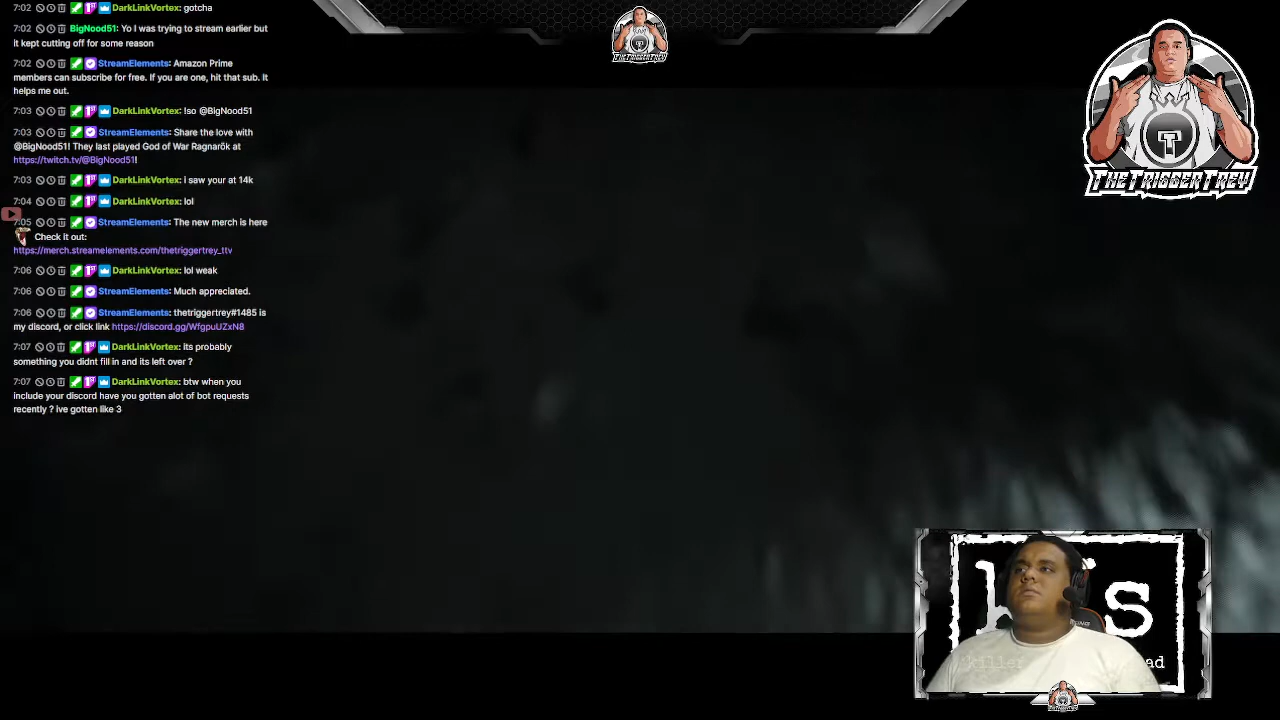 7:02 DarkLinkVortex: gotcha
7:02 BigNood51: Yo I was trying to stream earlier but
it kept cutting off for some reason
7:02 StreamElements: Amazon Prime
members can subscribe for free. If you are one, hit that sub. It
helps me out.
7:03 DarkLinkVortex: !so @BigNood51
7:03 StreamElements: Share the love with
@BigNood51! They last played God of War Ragnarök at
https://twitch.tv/@BigNood51!
7:03 DarkLinkVortex: i saw your at 14k
7:04 DarkLinkVortex: lol
7:05 StreamElements: The new merch is here
Check it out:
https://merch.streamelements.com/thetriggertrey_ttv
7:06 DarkLinkVortex: lol weak
7:06 StreamElements: Much appreciated.
7:06 StreamElements: thetriggertrey#1485 is
my discord, or click link https://discord.gg/WfgpuUZxN8
7:07 DarkLinkVortex: its probably
something you didnt fill in and its left over ?
7:07 DarkLinkVortex: btw when you
include your discord have you gotten alot of bot requests
recently ? ive gotten like 3
THETRIGGERTREY
THETRIGGERTREY
T